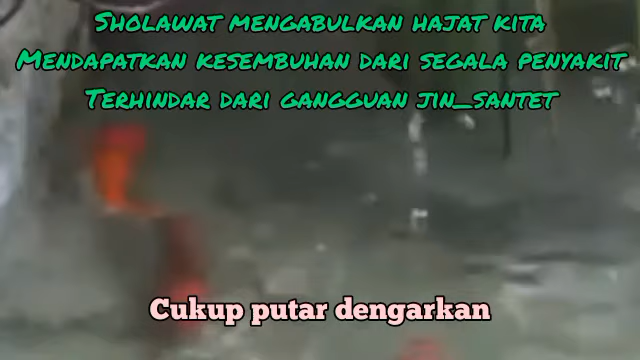 Sholawat mengabulkan hajat kita
Mendapatkan kesembuhan dari segala penyakit
Terhindar dari gangguan jin_santet
Cukup putar dengarkan